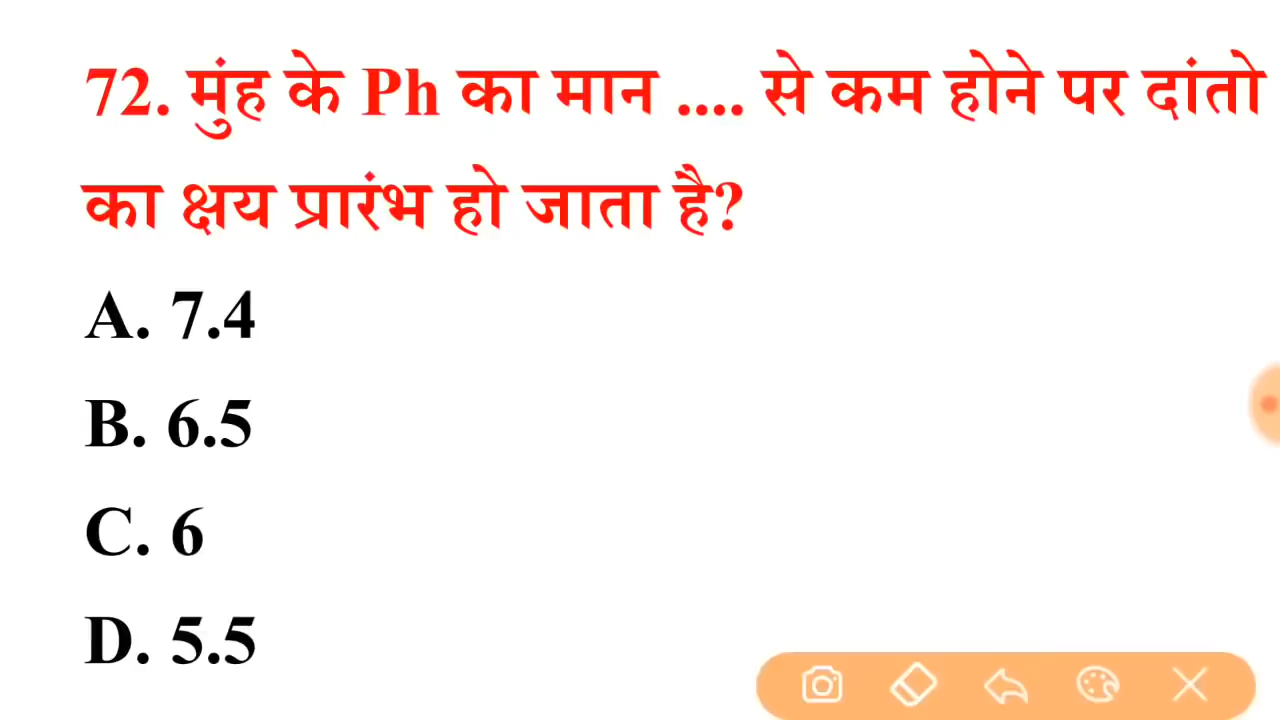 72. मुंह के Ph का मान .... से कम होने पर दांतो
का क्षय प्रारंभ हो जाता है?
A. 7.4
B. 6.5
C. 6
D. 5.5